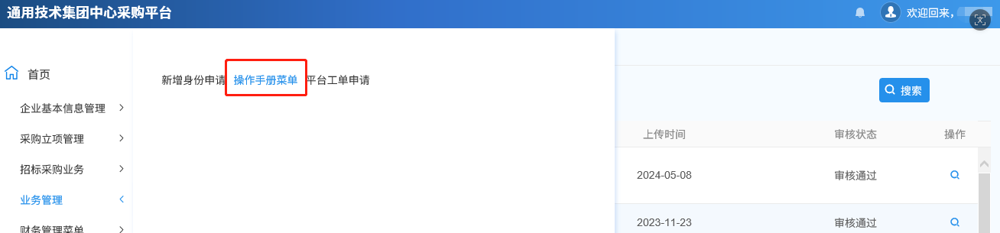 通用技术集团中心采购平台
欢迎回来,
首页
新增身份申请 操作手册菜单 平台工单申请
搜索
企业基本信息管理
采购立项管理
上传时间 审核状态 操作
招标采购业务
2024-05-08 审核通过
业务管理
2023-11-23 审核通过
财务管理菜单